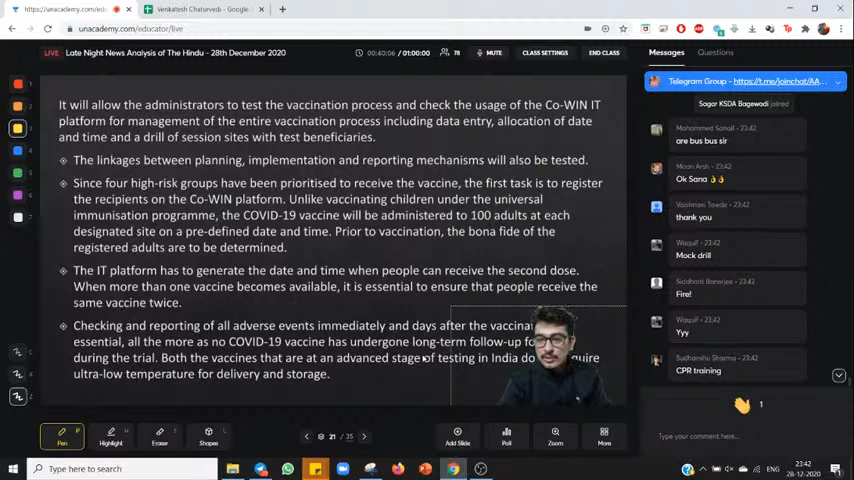 https://unacademy.com/edu
Venkatesh Chaturvedi - Google
unacademy.com/educator/live
LIVE Late Night News Analysis of The Hindu - 28th December 2020
00:40:06 /01:00:00
78
MUTE
CLASS SETTINGS
END CLASS
Messages
Questions
Telegram Group - https://t.me/joinchat/AA...
Sagar KSDA Bagewadi joined
1
2
3
4
5
6
7
It will allow the administrators to test the vaccination process and check the usage of the Co-WIN IT
platform for management of the entire vaccination process including data entry, allocation of date
and time and a drill of session sites with test beneficiaries.
The linkages between planning, implementation and reporting mechanisms will also be tested.
Since four high-risk groups have been prioritised to receive the vaccine, the first task is to register
the recipients on the Co-WIN platform. Unlike vaccinating children under the universal
immunisation programme, the COVID-19 vaccine will be administered to 100 adults at each
designated site on a pre-defined date and time. Prior to vaccination, the bona fide of the
registered adults are to be determined.
The IT platform has to generate the date and time when people can receive the second dose.
When more than one vaccine becomes available, it is essential to ensure that people receive the
same vaccine twice.
Checking and reporting of all adverse events immediately and days after the
essential, all the more as no COVID-19 vaccine has undergone long-term follow-up
during the trial. Both the vaccines that are at an advanced stage of testing in India
ultra-low temperature for delivery and storage.
Mohammed Sohail 23:42
are bus bus sir
Moon Arsh 23:42
Ok Sana
Vaishnavi Tawde 23:42
thank you
Waquif 23:42
Mock drill
Siddhant Banarjee 23:42
Fire!
Waquif 23:42
Yyy
Sudhanshu Sharma 23:42
CPR training
1
Type your comment here...
Pen
Highlight
Eraser
Shapes
21 / 35
Add Slide
Poll
Zoom
More
Type here to search
ENG
23:42
28-12-2020